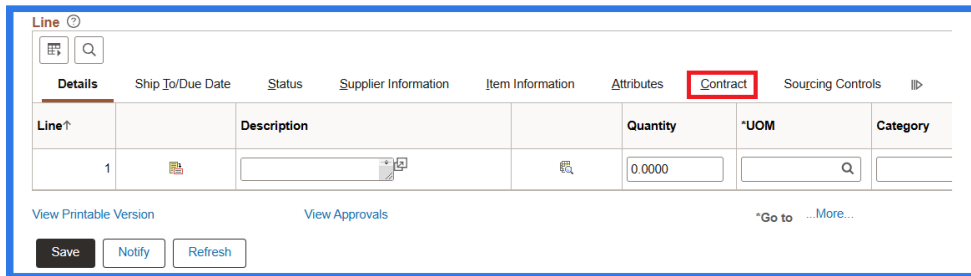 Line ?
Details Ship To/Due Date Status Supplier Information Item Information Attributes Contract Sourcing Controls
Line↑ Description Quantity *UOM Category
1 0.0000
View Printable Version View Approvals *Go to ...More...
Save Notify Refresh